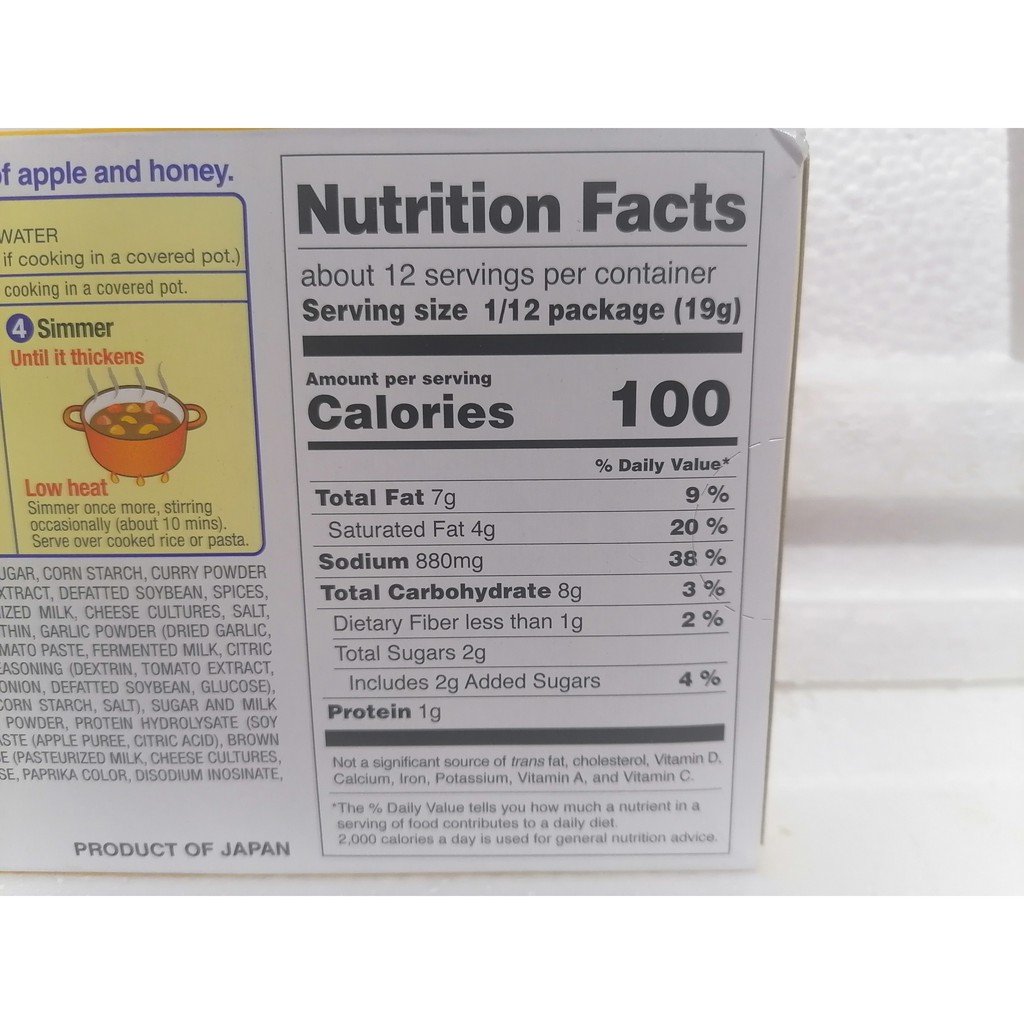 of apple and honey.
WATER
if cooking in a covered pot.)
cooking in a covered pot.
4 Simmer
Until it thickens
Low heat
Simmer once more, stirring
occasionally (about 10 mins).
Serve over cooked rice or pasta.
UGAR, CORN STARCH, CURRY POWDER
XTRACT, DEFATTED SOYBEAN, SPICES,
IZED MILK, CHEESE CULTURES, SALT,
THIN, GARLIC POWDER (DRIED GARLIC,
MATO PASTE, FERMENTED MILK, CITRIC
EASONING (DEXTRIN, TOMATO EXTRACT,
ONION, DEFATTED SOYBEAN, GLUCOSE),
CORN STARCH, SALT), SUGAR AND MILK
POWDER, PROTEIN HYDROLYSATE (SOY
ASTE (APPLE PUREE, CITRIC ACID), BROWN
E (PASTEURIZED MILK, CHEESE CULTURES,
SE, PAPRIKA COLOR, DISODIUM INOSINATE,
PRODUCT OF JAPAN
Nutrition Facts
about 12 servings per container
Serving size 1/12 package (19g)
Amount per serving
Calories 100
% Daily Value*
Total Fat 7g 9 %
Saturated Fat 4g 20 %
Sodium 880mg 38 %
Total Carbohydrate 8g 3 %
Dietary Fiber less than 1g 2 %
Total Sugars 2g
Includes 2g Added Sugars 4 %
Protein 1g
Not a significant source of trans fat, cholesterol, Vitamin D,
Calcium, Iron, Potassium, Vitamin A, and Vitamin C.
*The % Daily Value tells you how much a nutrient in a
serving of food contributes to a daily diet.
2,000 calories a day is used for general nutrition advice.